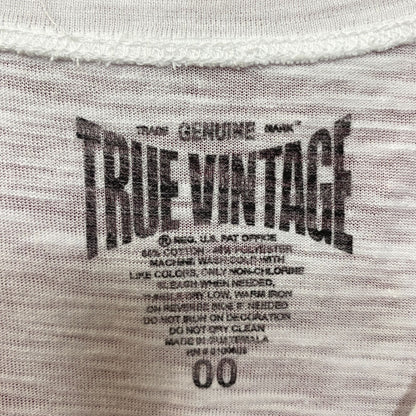 TRADE GENUINE MARK™
TRUE VINTAGE
® REG. U.S. PAT OFFICE
COTTON POLYESTER
MACHINE WASH COLD WITH
LIKE COLORS, ONLY NON-CHLORINE
BLEACH WHEN NEEDED,
TUMBLE DRY LOW, WARM IRON
ON REVERSE SIDE IF NEEDED
DO NOT IRON ON DECORATION
DO NOT DRY CLEAN
MADE IN GUATEMALA
00